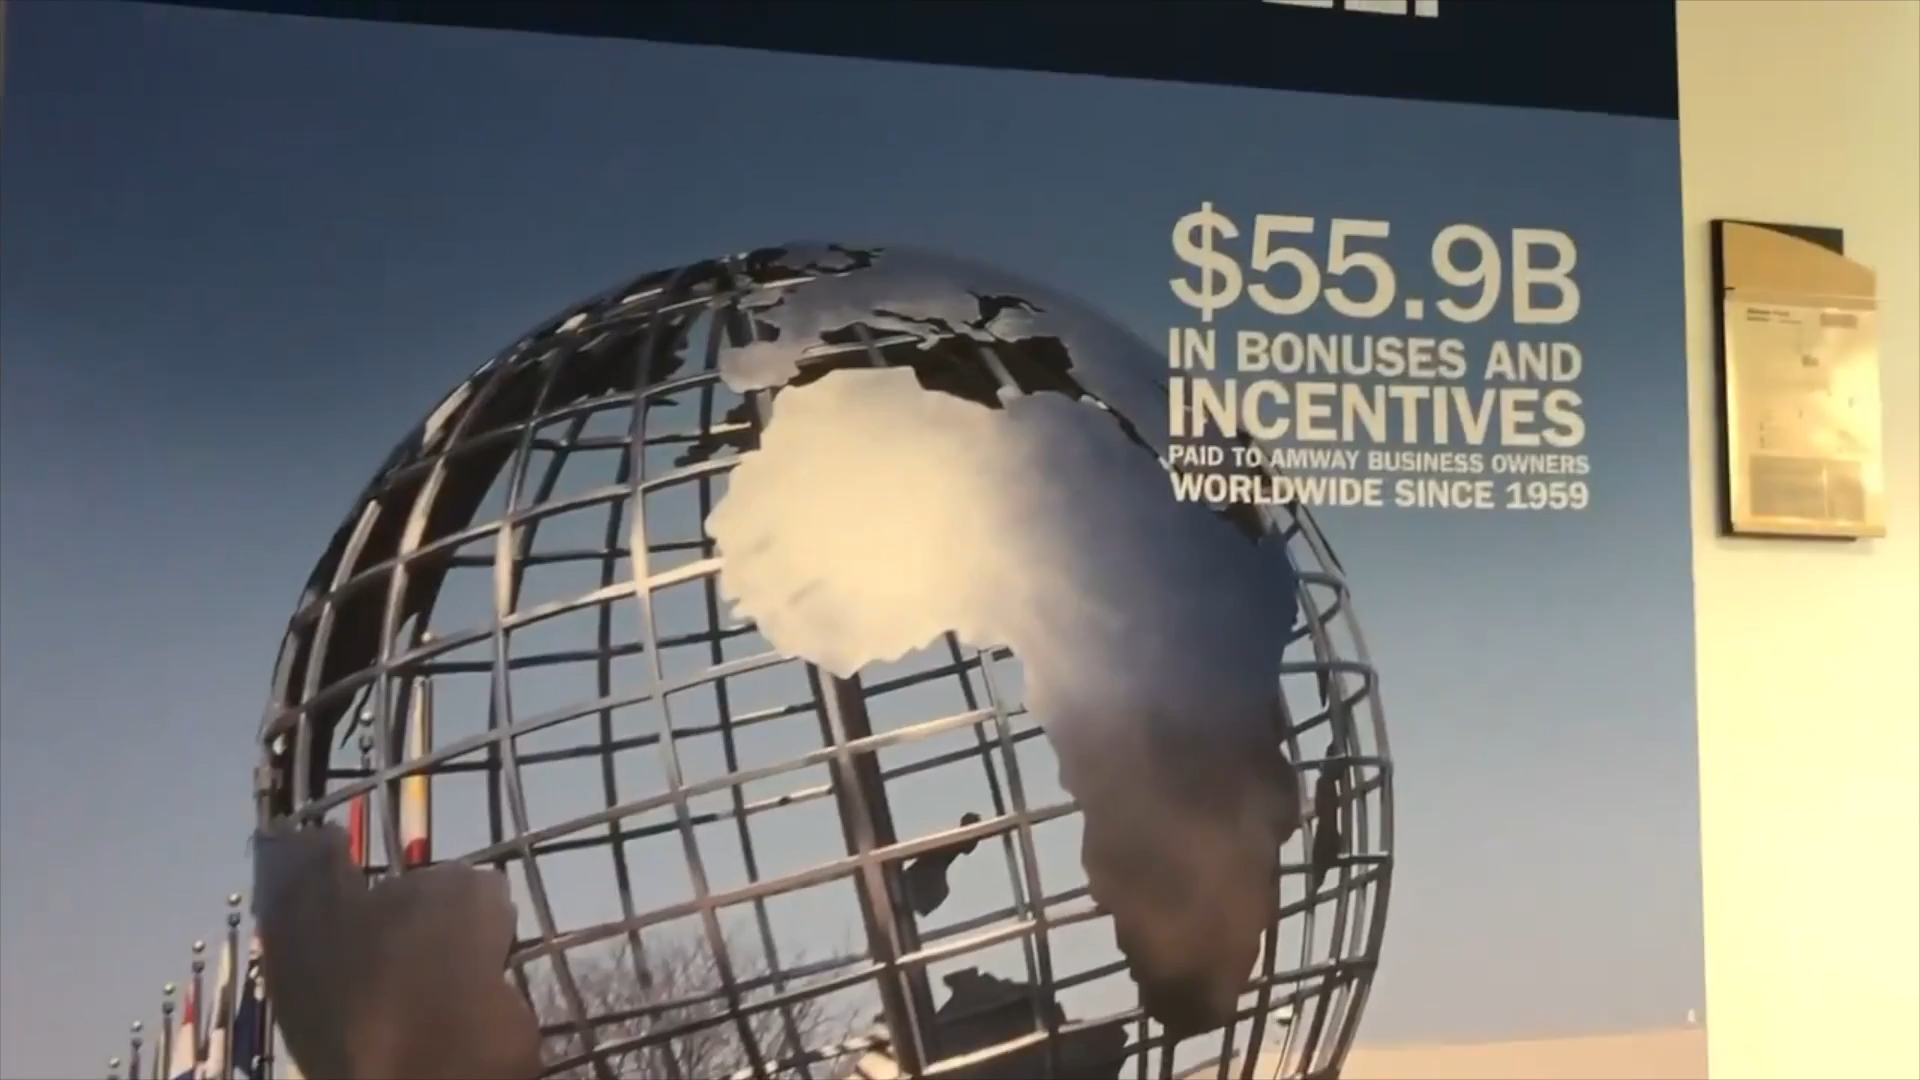 $55.9B
IN BONUSES AND
INCENTIVES
PAID TO AMWAY BUSINESS OWNERS
WORLDWIDE SINCE 1959